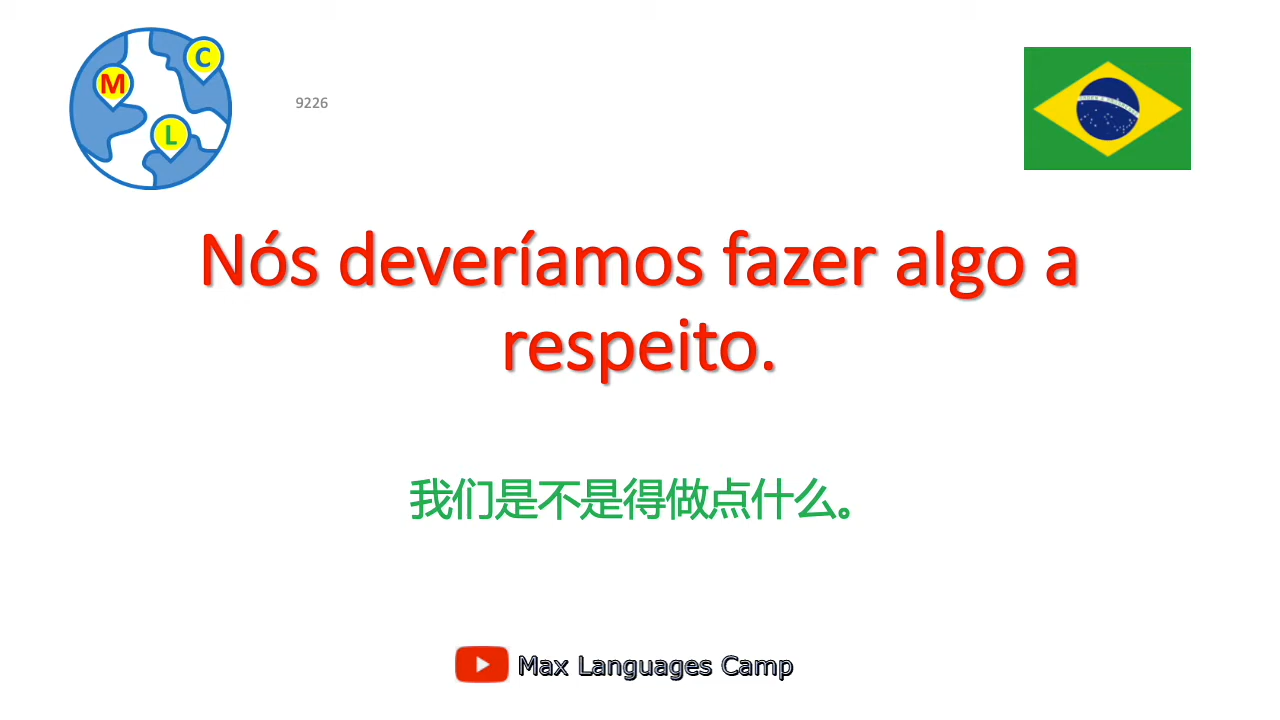 M
C
L
9226
Nós deveríamos fazer algo a
respeito.
我们是不是得做点什么。
Max Languages Camp